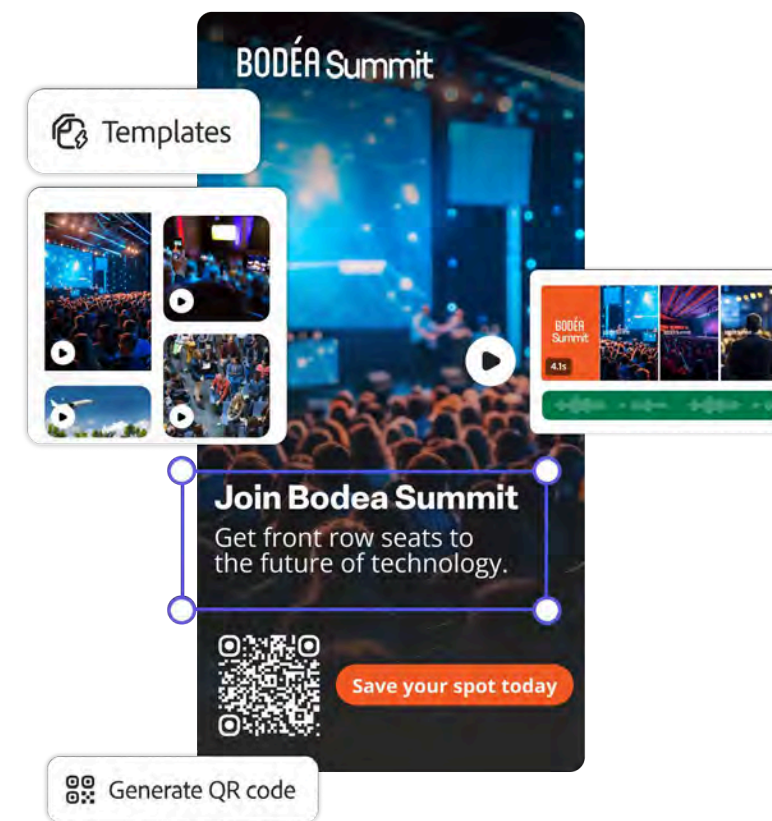 BODÉA Summit
Templates
BODÉA
Summit
4.1s
Join Bodea Summit
Get front row seats to
the future of technology.
Save your spot today
Generate QR code